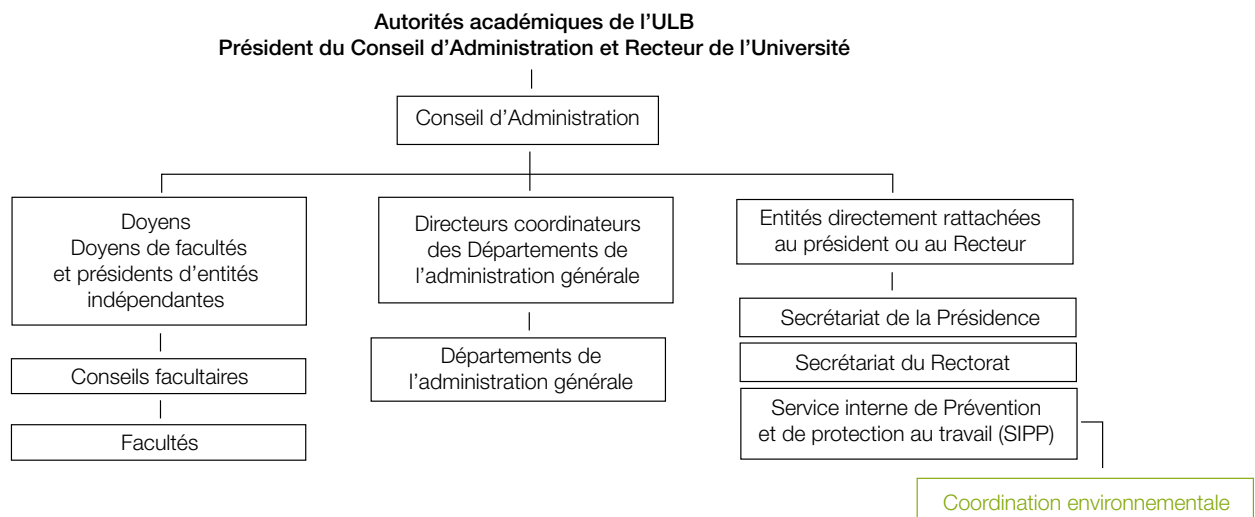 Autorités académiques de l’ULB
Président du Conseil d’Administration et Recteur de l’Université
Conseil d’Administration
Doyens
Doyens de facultés
et présidents d’entités
indépendantes
Conseils facultaires
Facultés
Directeurs coordinateurs
des Départements de
l’administration générale
Départements de
l’administration générale
Entités directement rattachées
au président ou au Recteur
Secrétariat de la Présidence
Secrétariat du Rectorat
Service interne de Prévention
et de protection au travail (SIPP)
Coordination environnementale